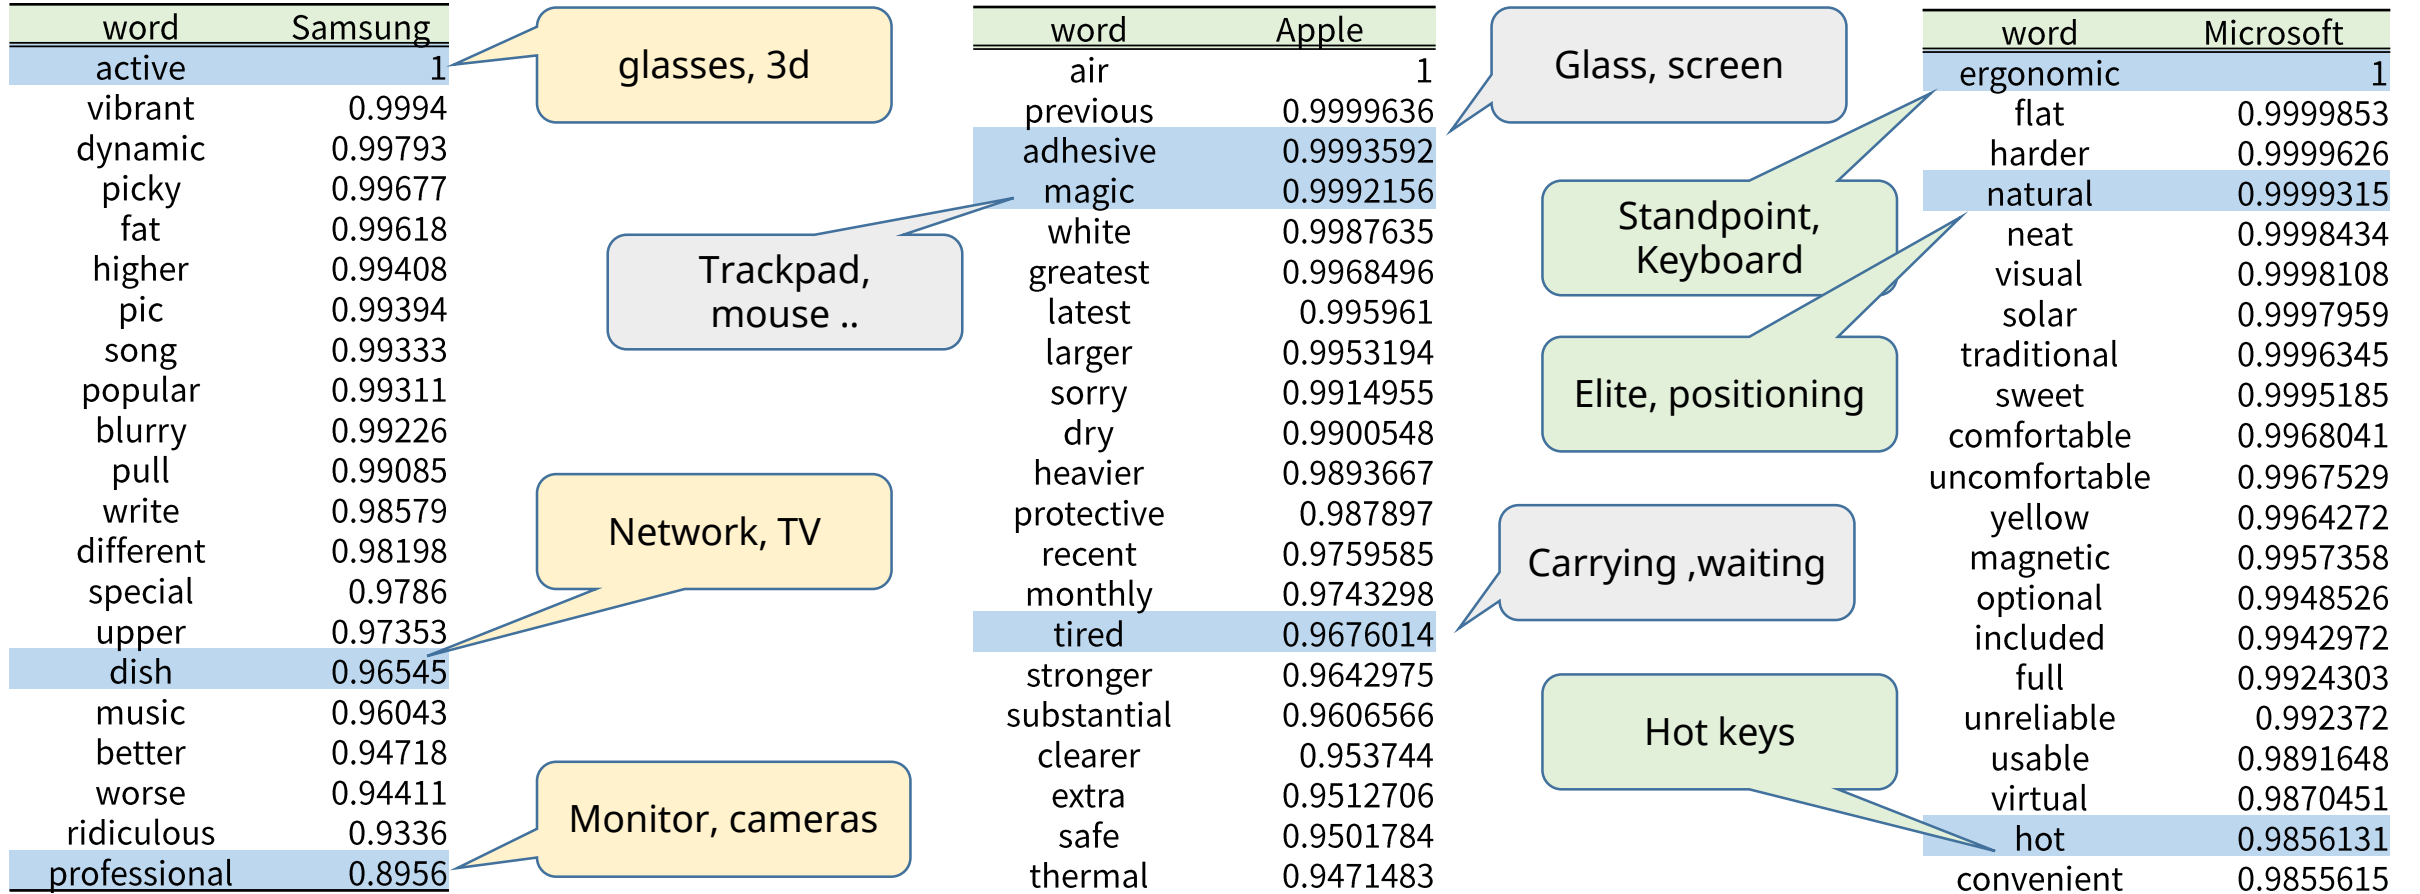 word Samsung
active 1
vibrant 0.9994
dynamic 0.99793
picky 0.99677
fat 0.99618
higher 0.99408
pic 0.99394
song 0.99333
popular 0.99311
blurry 0.99226
pull 0.99085
write 0.98579
different 0.98198
special 0.9786
upper 0.97353
dish 0.96545
music 0.96043
better 0.94718
worse 0.94411
ridiculous 0.9336
professional 0.8956
glasses, 3d
Network, TV
Monitor, cameras
word Apple
air 1
previous 0.9999636
adhesive 0.9993592
magic 0.9992156
white 0.9987635
greatest 0.9968496
latest 0.995961
larger 0.9953194
sorry 0.9914955
dry 0.9900548
heavier 0.9893667
protective 0.987897
recent 0.9759585
monthly 0.9743298
tired 0.9676014
stronger 0.9642975
substantial 0.9606566
clearer 0.953744
extra 0.9512706
safe 0.9501784
thermal 0.9471483
Glass, screen
Trackpad,
mouse ..
Carrying ,waiting
word Microsoft
ergonomic 1
flat 0.9999853
harder 0.9999626
natural 0.9999315
neat 0.9998434
visual 0.9998108
solar 0.9997959
traditional 0.9996345
sweet 0.9995185
comfortable 0.9968041
uncomfortable 0.9967529
yellow 0.9964272
magnetic 0.9957358
optional 0.9948526
included 0.9942972
full 0.9924303
unreliable 0.992372
usable 0.9891648
virtual 0.9870451
hot 0.9856131
convenient 0.9855615
Standpoint,
Keyboard
Elite, positioning
Hot keys